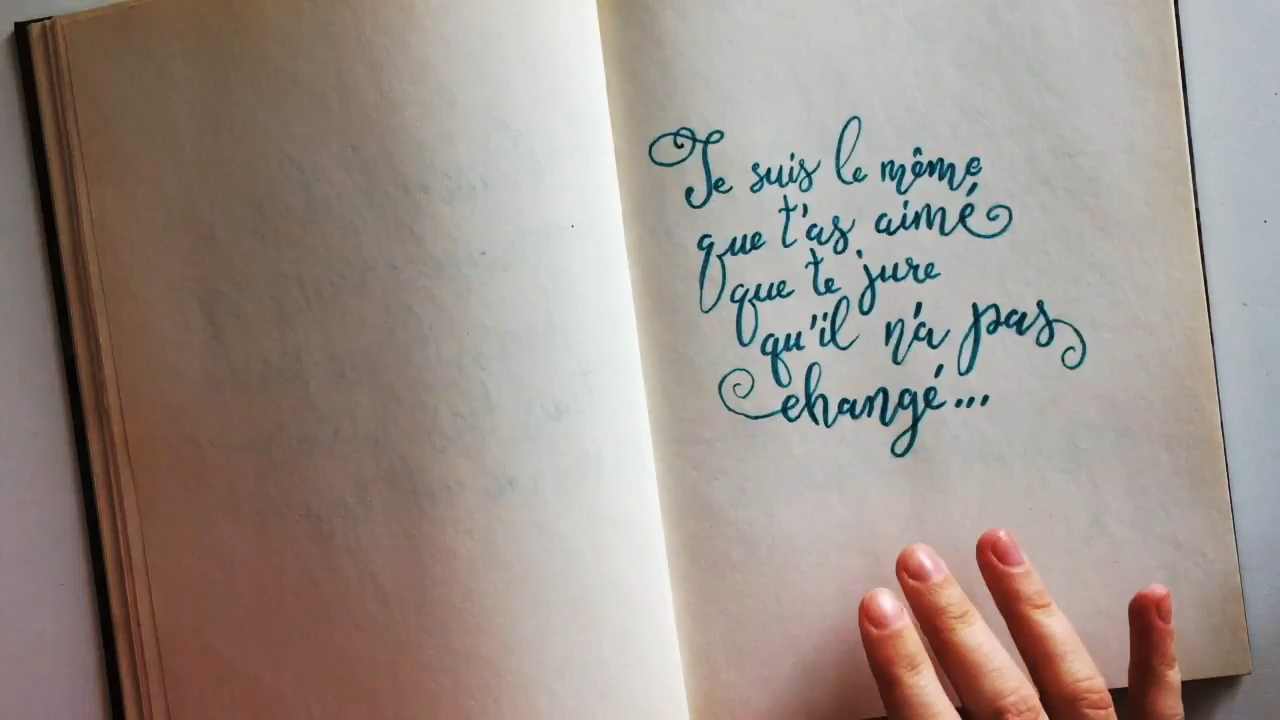 Je suis le même
que t'as aimé
que te jure
qu'il n'a pas
changé...